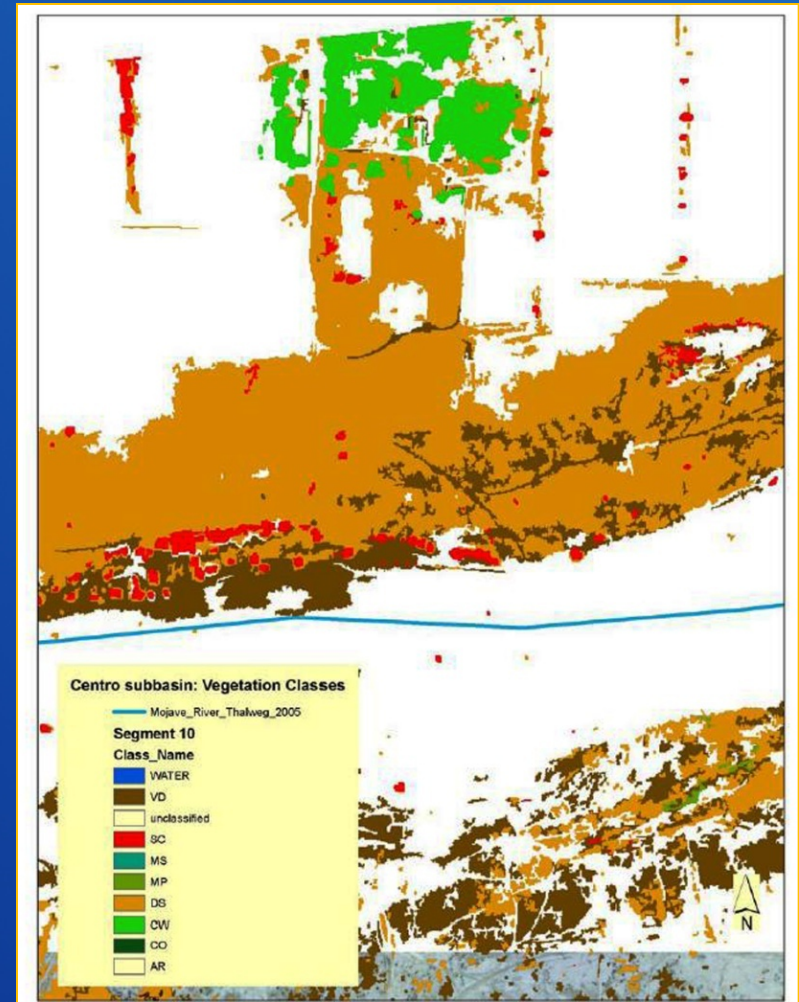 Centro subbasin: Vegetation Classes
Mojave_River_Thalweg_2005
Segment 10
Class_Name
WATER
VD
unclassified
SC
MS
MP
DS
CW
CO
AR
N